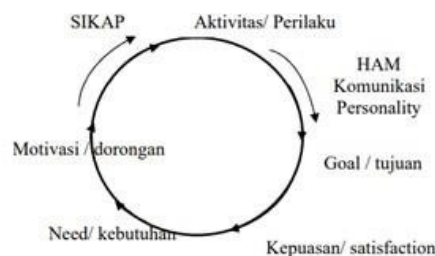 SIKAP
Aktivitas/ Perilaku
HAM
Komunikasi
Personality
Motivasi / dorongan
Goal / tujuan
Need/ kebutuhan
Kepuasan/ satisfaction